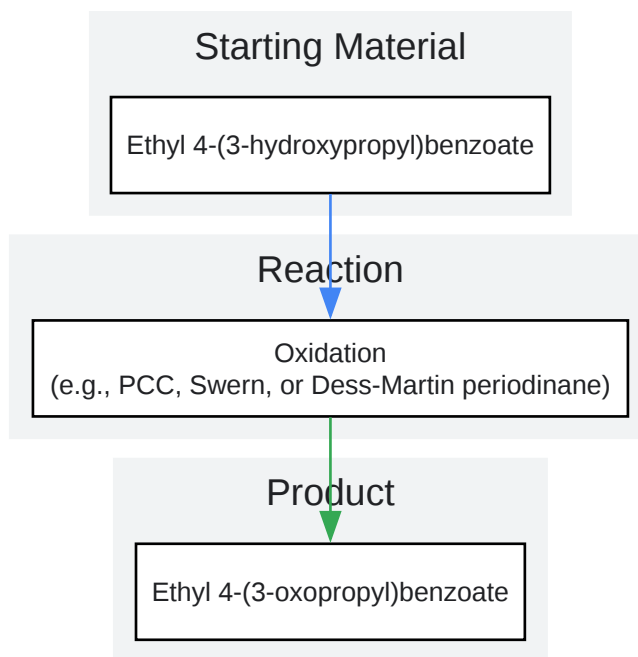 Starting Material
Ethyl 4-(3-hydroxypropyl)benzoate
Reaction
Oxidation
(e.g., PCC, Swern, or Dess-Martin periodinane)
Product
Ethyl 4-(3-oxopropyl)benzoate